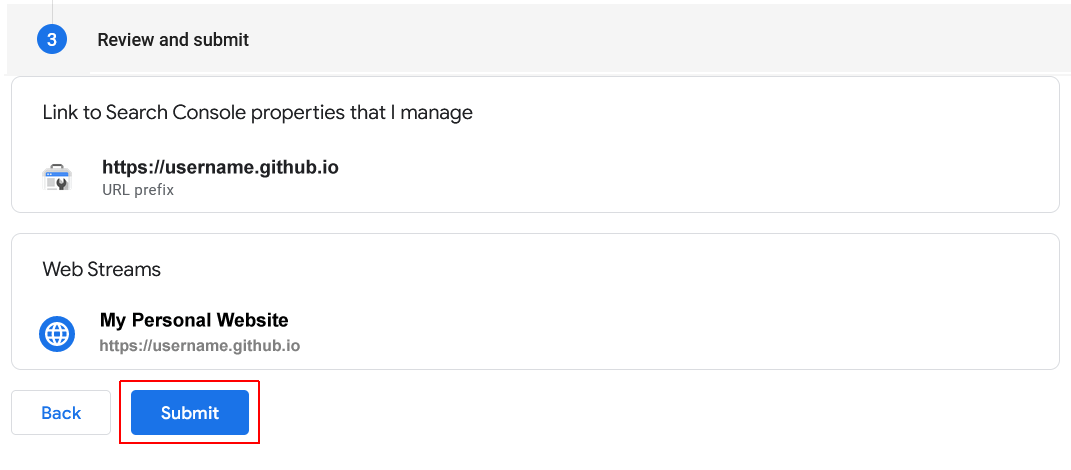 3 Review and submit
Link to Search Console properties that I manage
https://username.github.io
URL prefix
Web Streams
My Personal Website
https://username.github.io
Back Submit